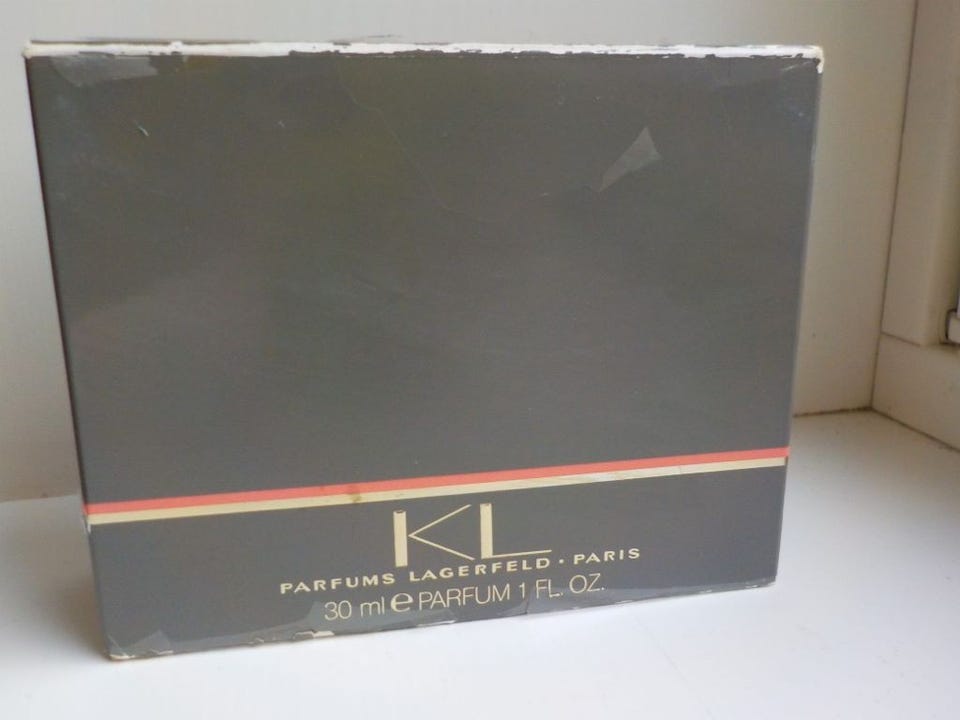 KL
PARFUMS LAGERFELD · PARIS
30 ml e PARFUM 1 FL. OZ.